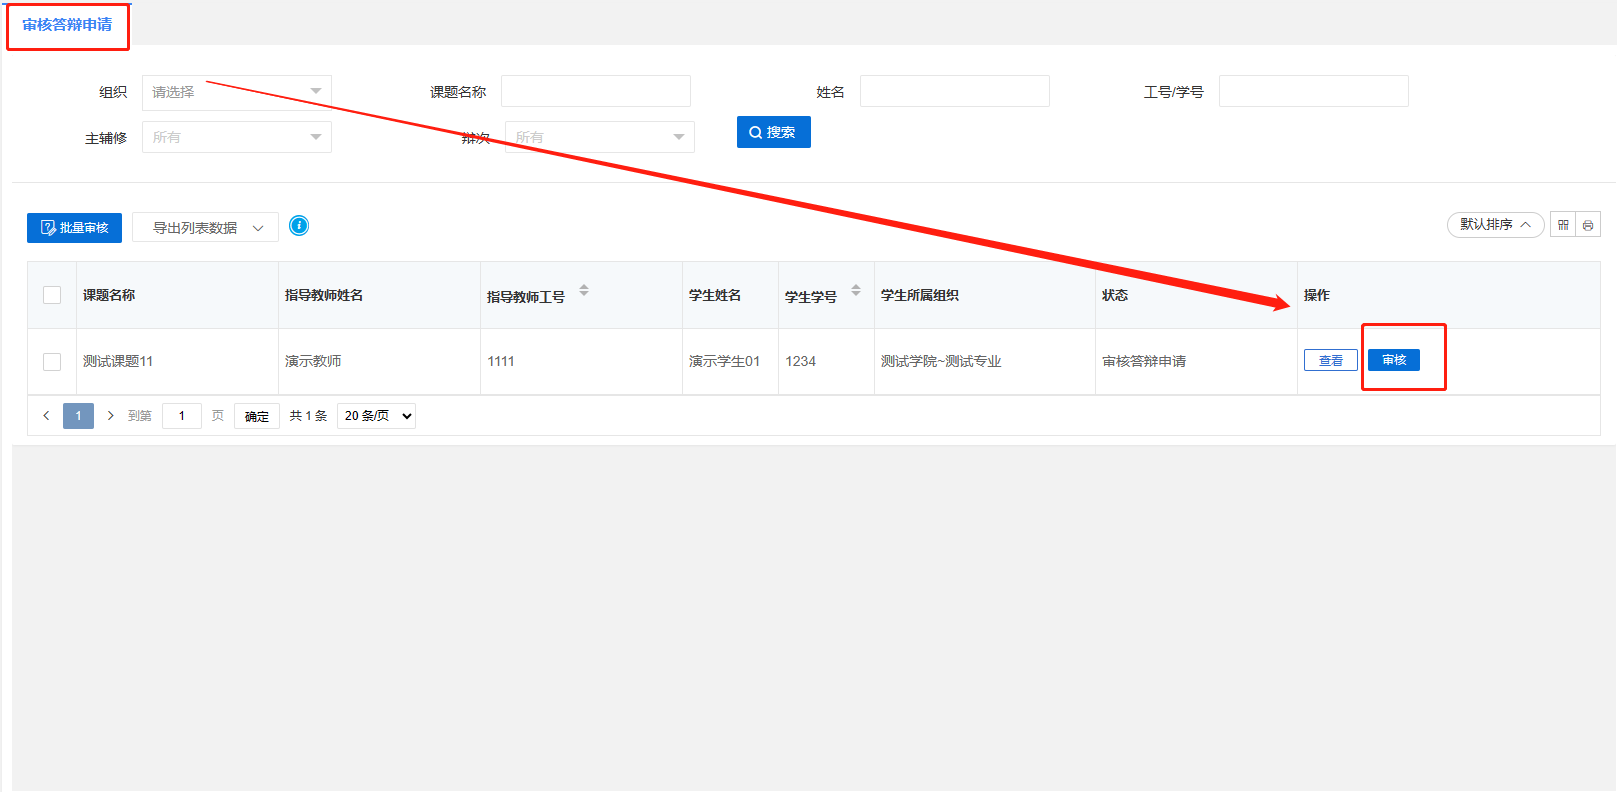 审核答辩申请
组织 请选择 课题名称 姓名 工号/学号
主辅修 所有 辩次 所有 搜索
批量审核 导出列表数据 i 默认排序
课题名称 指导教师姓名 指导教师工号 学生姓名 学生学号 学生所属组织 状态 操作
测试课题11 演示教师 1111 演示学生01 1234 测试学院~测试专业 审核答辩申请 查看 审核
1 到第 1 页 确定 共 1 条 20 条/页